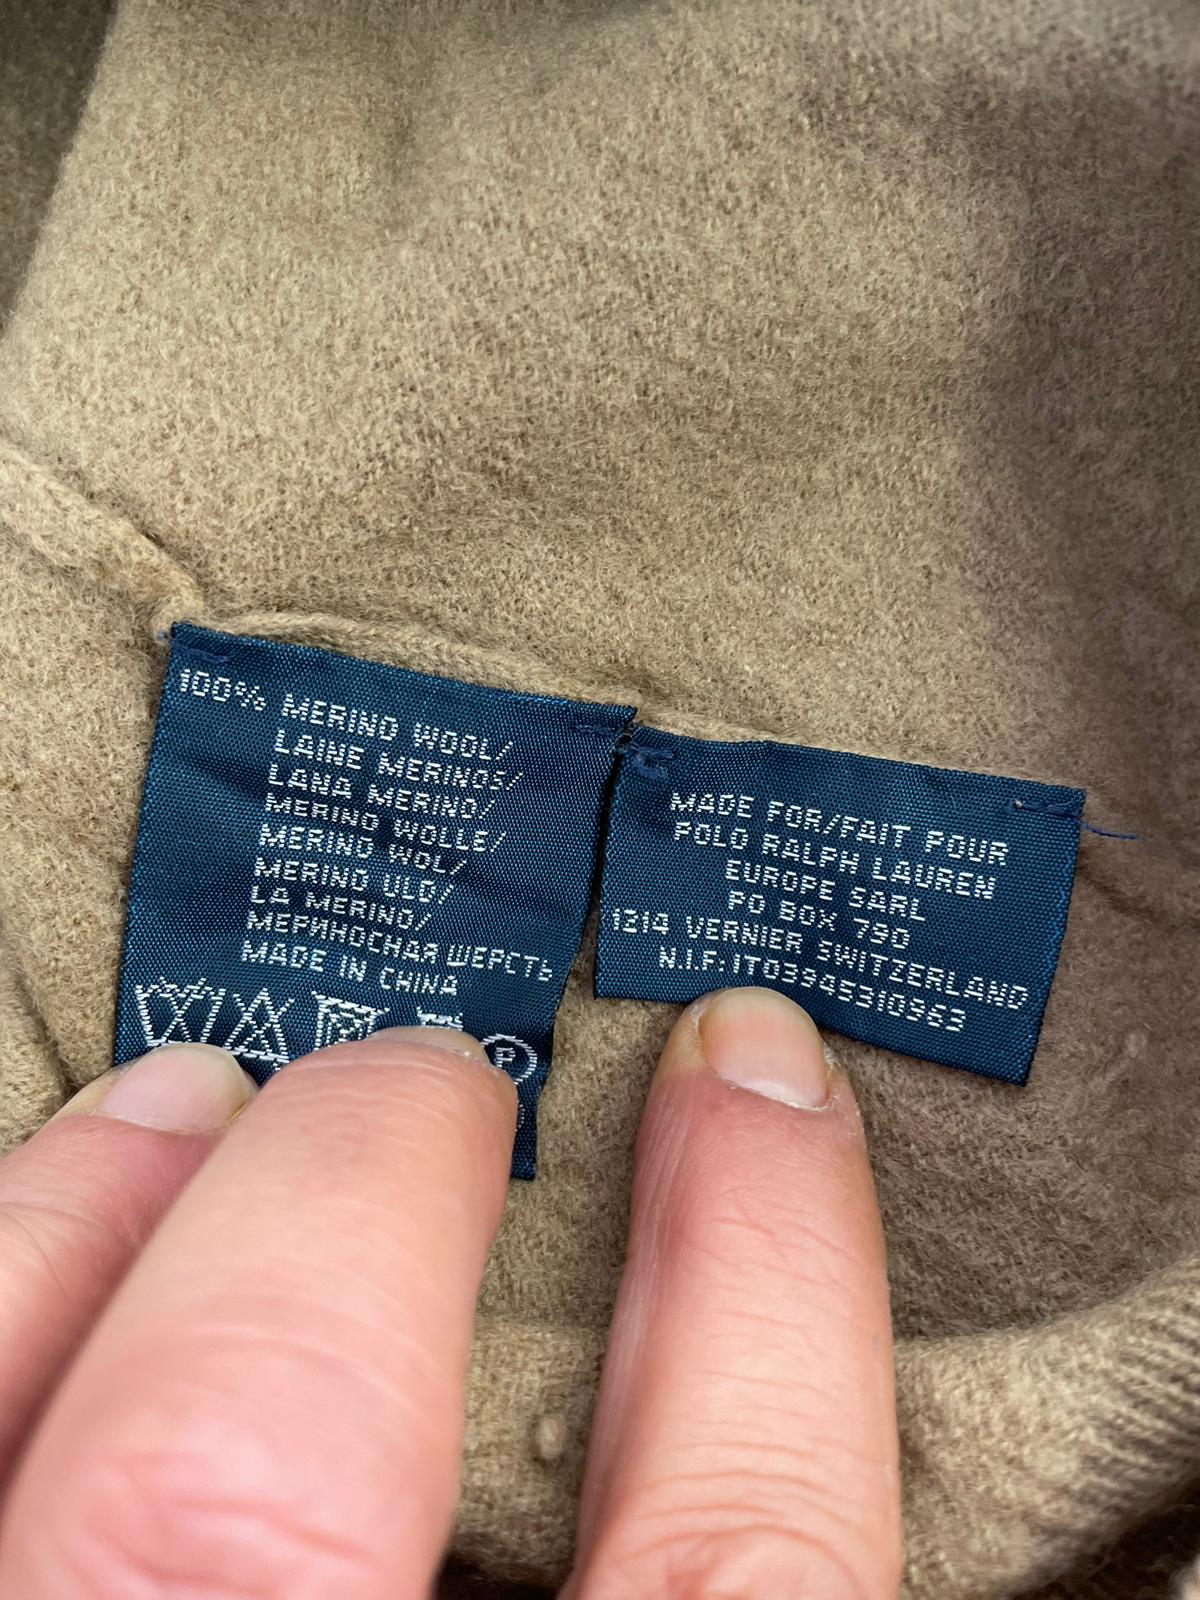 100% MERINO WOOL/
LAINE MERINOS/
LANA MERINO/
MERINO WOLLE/
MERINO WOL/
MERINO ULD/
LA MERINO/
МЕРИНОСНАЯ ШЕРСТЬ
MADE IN CHINA
P
MADE FOR/FAIT POUR
POLO RALPH LAUREN
EUROPE SARL
PO BOX 790
1214 VERNIER SWITZERLAND
N.I.F: IT03945310963